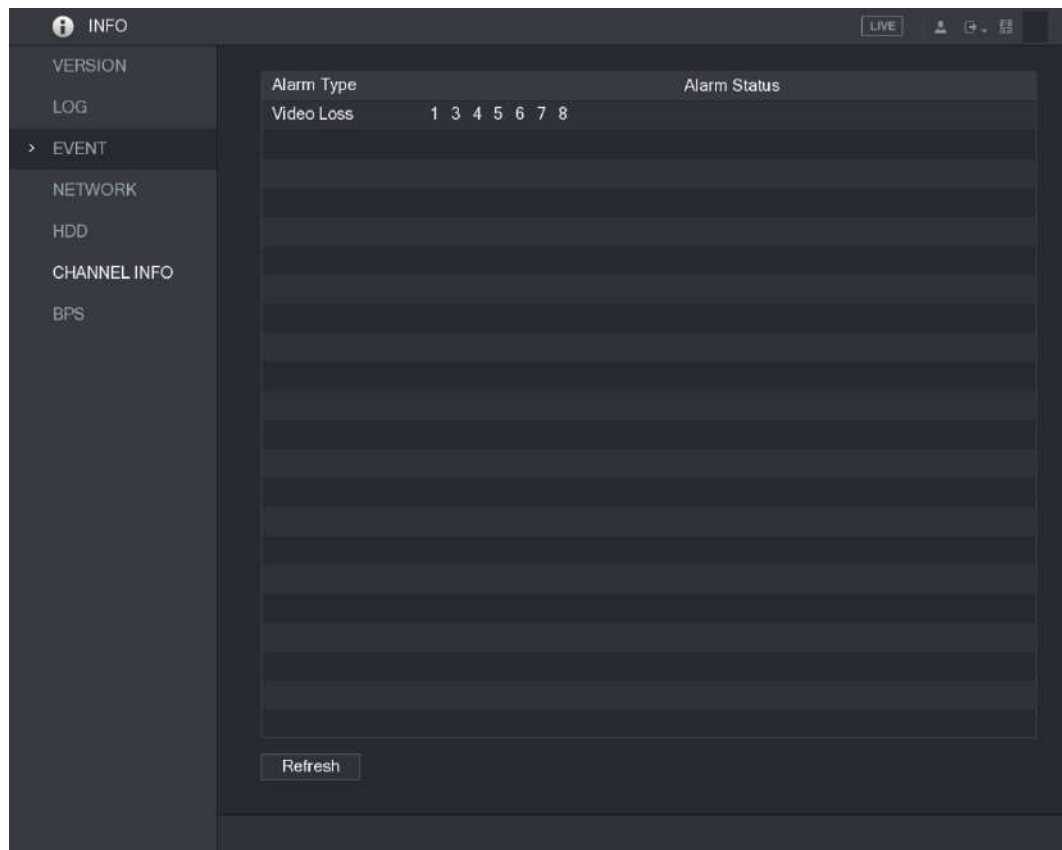 INFO
LIVE
VERSION
LOG
> EVENT
NETWORK
HDD
CHANNEL INFO
BPS
Alarm Type Alarm Status
Video Loss 1 3 4 5 6 7 8
Refresh